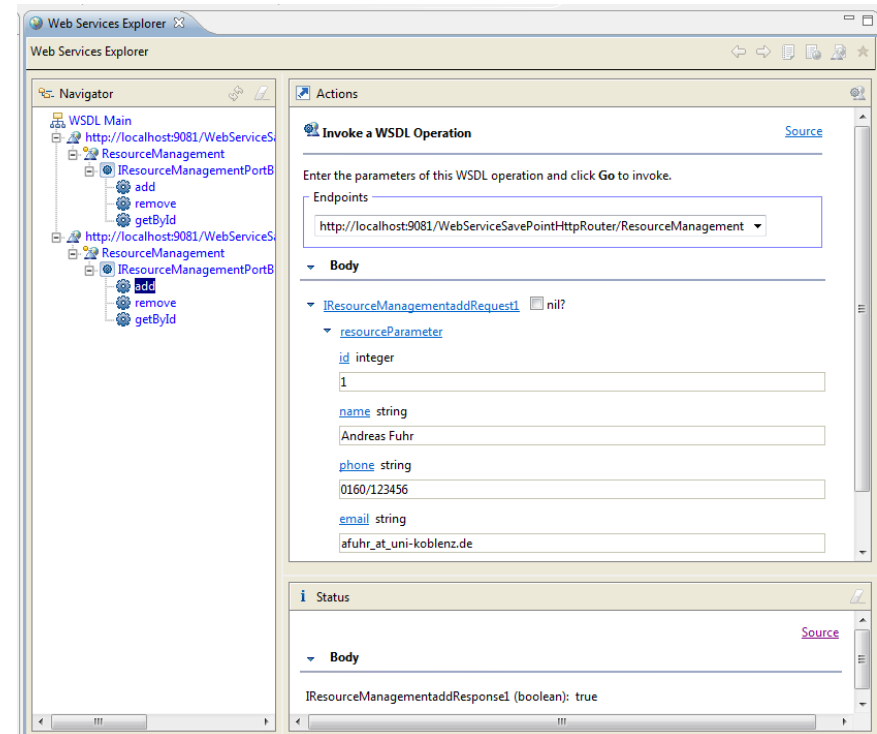 Web Services Explorer
Web Services Explorer
Navigator
WSDL Main
http://localhost:9081/WebServiceSa
ResourceManagement
IResourceManagementPortB
add
remove
getById
http://localhost:9081/WebServiceSa
ResourceManagement
IResourceManagementPortB
add
remove
getById
Actions
Invoke a WSDL Operation
Source
Enter the parameters of this WSDL operation and click Go to invoke.
Endpoints
http://localhost:9081/WebServiceSavePointHttpRouter/ResourceManagement
Body
IResourceManagementaddRequest1 nil?
resourceParameter
id integer
1
name string
Andreas Fuhr
phone string
0160/123456
email string
afuhr_at_uni-koblenz.de
Status
Source
Body
IResourceManagementaddResponse1 (boolean): true